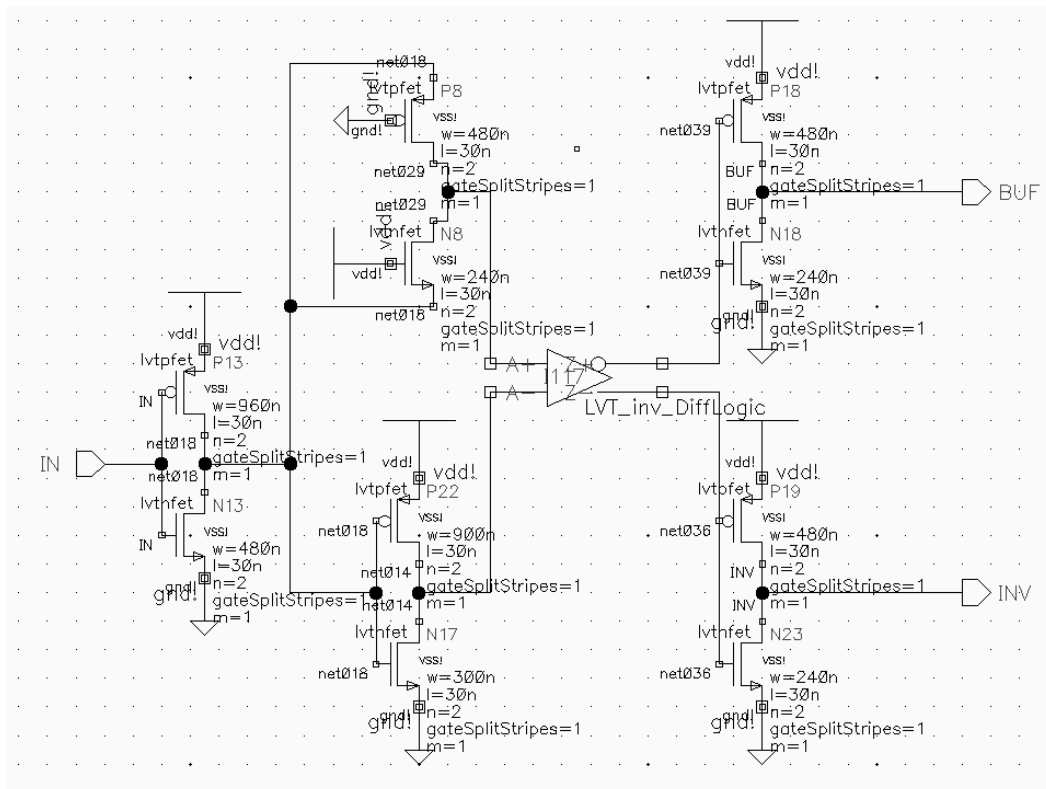 net018
lvtpfet
P8
gnd!
gnd!
vss!
w=480n
l=30n
n=2
gateSplitStripes=1
m=1
net029
net029
vdd!
lvtnfet
N8
vdd!
vss!
w=240n
l=30n
n=2
gateSplitStripes=1
m=1
net018
vdd!
vdd!
lvtpfet
P18
net039
vss!
w=480n
l=30n
n=2
gateSplitStripes=1
m=1
BUF
BUF
BUF
lvtnfet
N18
net039
vss!
w=240n
l=30n
n=2
gateSplitStripes=1
m=1
gnd!
gnd!
vdd!
vdd!
lvtpfet
P13
IN
vss!
w=960n
l=30n
n=2
gateSplitStripes=1
m=1
net018
net018
IN
lvtnfet
N13
IN
vss!
w=480n
l=30n
n=2
gateSplitStripes=1
m=1
gnd!
gnd!
A+
Z+
I117
A-
Z-
LVT_inv_DiffLogic
vdd!
vdd!
lvtpfet
P22
net018
vss!
w=900n
l=30n
n=2
gateSplitStripes=1
m=1
net014
net014
lvtnfet
N17
net018
vss!
w=300n
l=30n
n=2
gateSplitStripes=1
m=1
gnd!
gnd!
vdd!
vdd!
lvtpfet
P19
net036
vss!
w=480n
l=30n
n=2
gateSplitStripes=1
m=1
INV
INV
INV
lvtnfet
N23
net036
vss!
w=240n
l=30n
n=2
gateSplitStripes=1
m=1
gnd!
gnd!